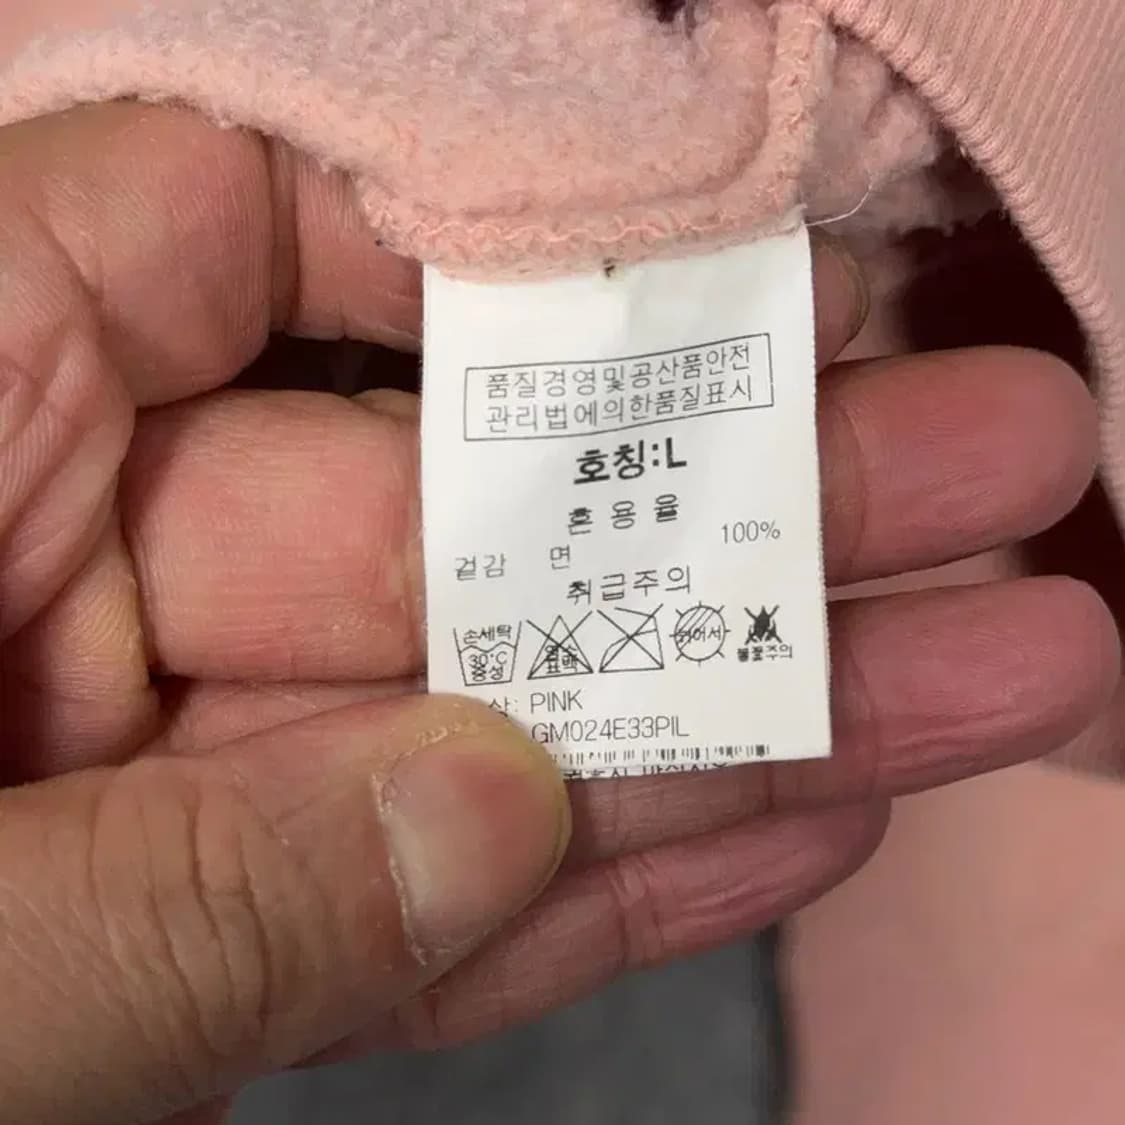 품질경영및공산품안전
관리법에의한품질표시
호칭:L
혼용율
겉감 면 100%
취급주의
손세탁 30°C 중성 염소 표백 뉘어서 불꽃주의
상: PINK
GM024E33PIL